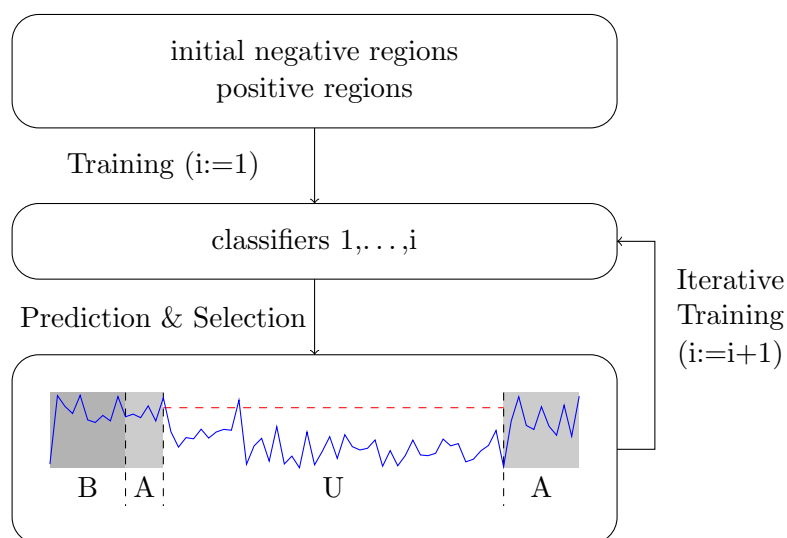 initial negative regions
positive regions
Training (i:=1)
classifiers 1,...,i
Prediction & Selection
Iterative
Training
(i:=i+1)
B A U A